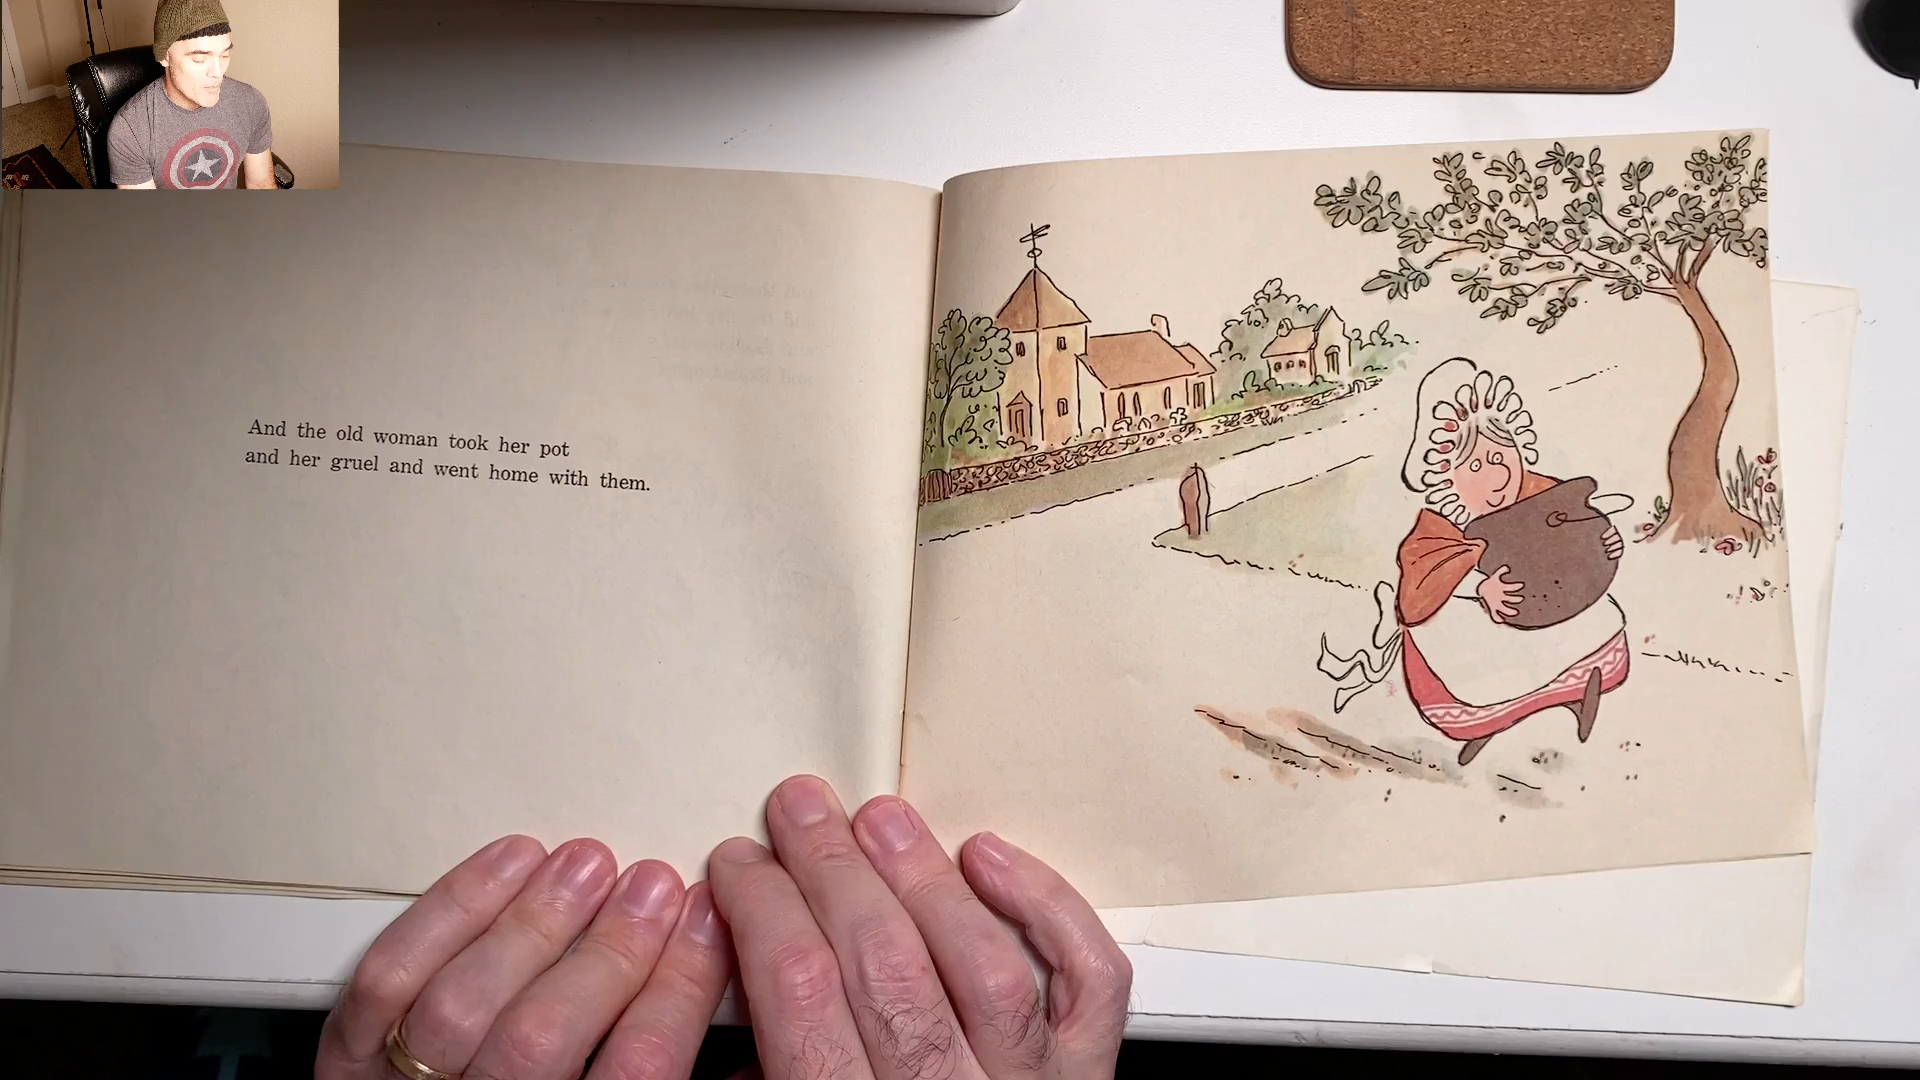 And the old woman took her pot
and her gruel and went home with them.